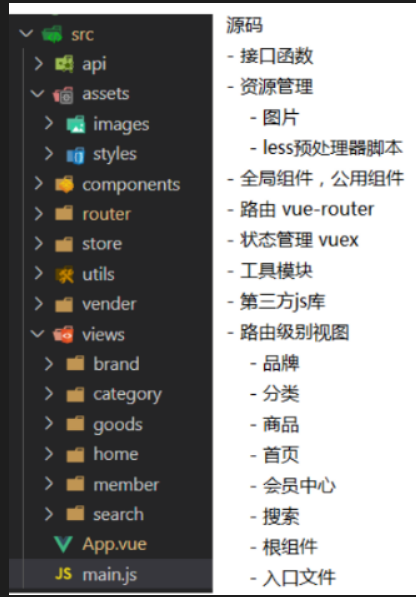 src 源码
api - 接口函数
assets - 资源管理
images - 图片
styles - less预处理器脚本
components - 全局组件，公用组件
router - 路由 vue-router
store - 状态管理 vuex
utils - 工具模块
vender - 第三方js库
views - 路由级别视图
brand - 品牌
category - 分类
goods - 商品
home - 首页
member - 会员中心
search - 搜索
App.vue - 根组件
JS main.js - 入口文件